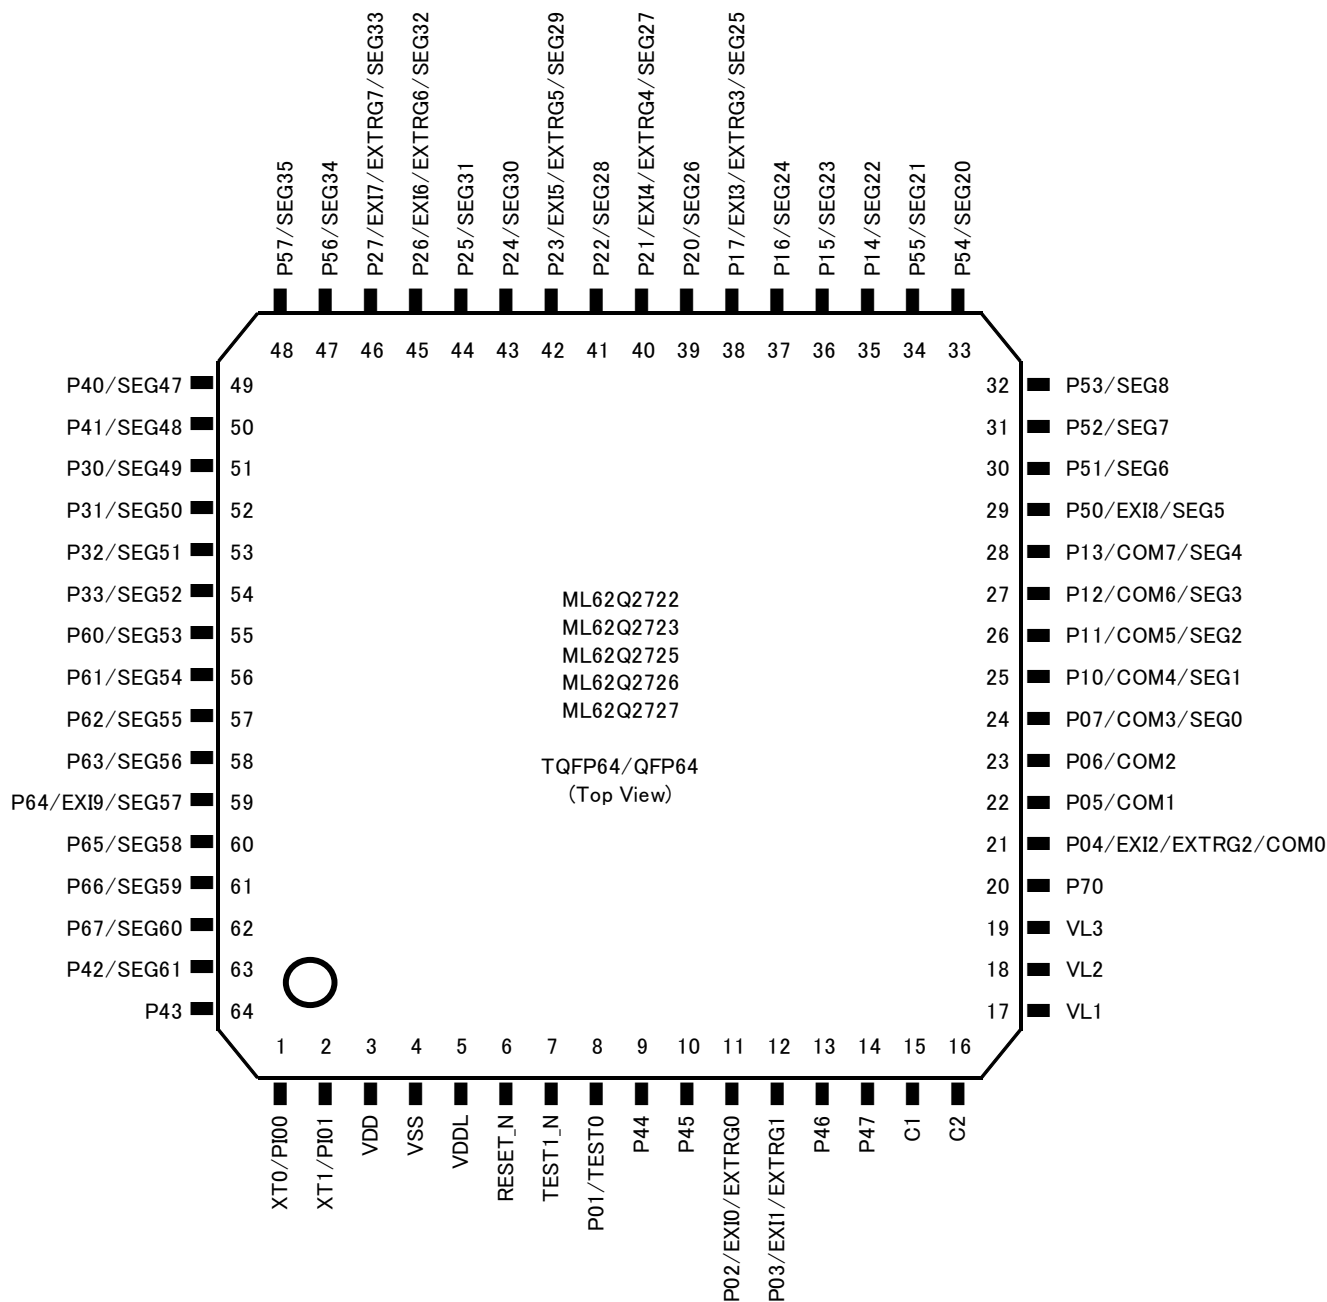 P57/SEG35
P56/SEG34
P27/EXI7/EXTRG7/SEG33
P26/EXI6/EXTRG6/SEG32
P25/SEG31
P24/SEG30
P23/EXI5/EXTRG5/SEG29
P22/SEG28
P21/EXI4/EXTRG4/SEG27
P20/SEG26
P17/EXI3/EXTRG3/SEG25
P16/SEG24
P15/SEG23
P14/SEG22
P55/SEG21
P54/SEG20
48 47 46 45 44 43 42 41 40 39 38 37 36 35 34 33
P40/SEG47 49
P41/SEG48 50
P30/SEG49 51
P31/SEG50 52
P32/SEG51 53
P33/SEG52 54
P60/SEG53 55
P61/SEG54 56
P62/SEG55 57
P63/SEG56 58
P64/EXI9/SEG57 59
P65/SEG58 60
P66/SEG59 61
P67/SEG60 62
P42/SEG61 63
P43 64
ML62Q2722
ML62Q2723
ML62Q2725
ML62Q2726
ML62Q2727
TQFP64/QFP64
(Top View)
32 P53/SEG8
31 P52/SEG7
30 P51/SEG6
29 P50/EXI8/SEG5
28 P13/COM7/SEG4
27 P12/COM6/SEG3
26 P11/COM5/SEG2
25 P10/COM4/SEG1
24 P07/COM3/SEG0
23 P06/COM2
22 P05/COM1
21 P04/EXI2/EXTRG2/COM0
20 P70
19 VL3
18 VL2
17 VL1
1 2 3 4 5 6 7 8 9 10 11 12 13 14 15 16
XT0/PI00
XT1/PI01
VDD
VSS
VDDL
RESET_N
TEST1_N
P01/TEST0
P44
P45
P02/EXI0/EXTRG0
P03/EXI1/EXTRG1
P46
P47
C1
C2